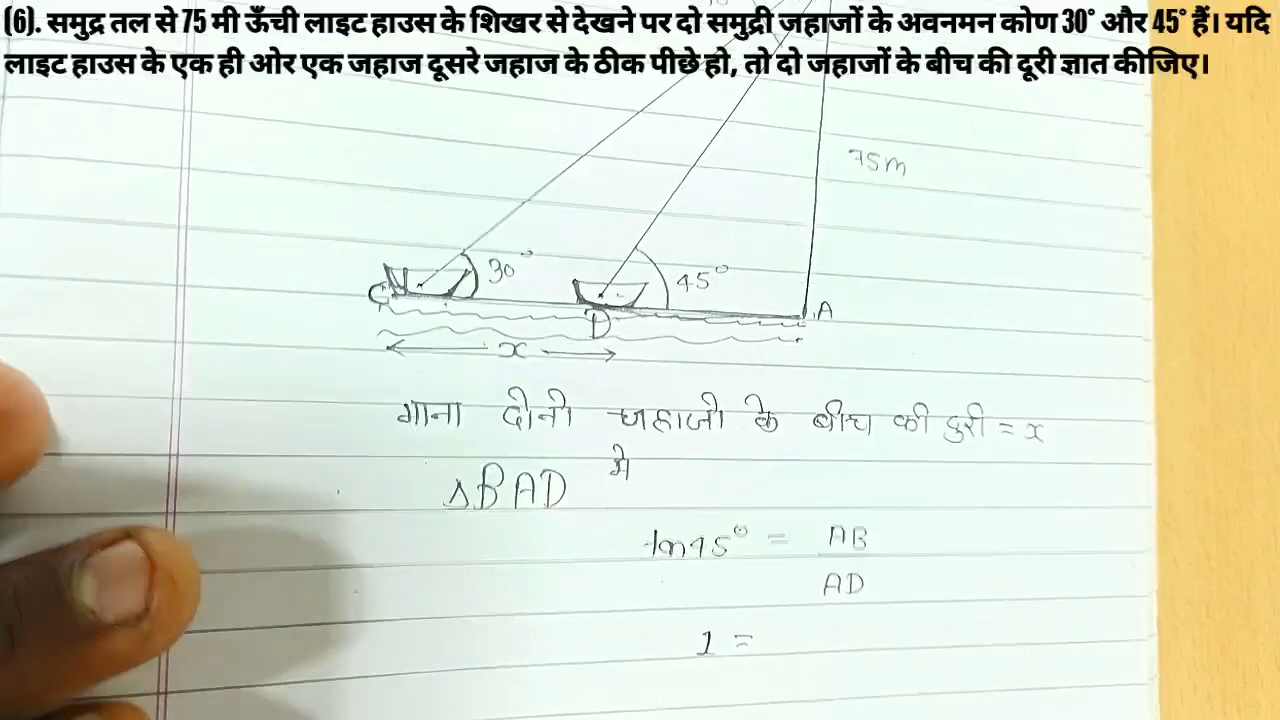 (6). समुद्र तल से 75 मी ऊँची लाइट हाउस के शिखर से देखने पर दो समुद्री जहाजों के अवनमन कोण 30° और 45° हैं। यदि
लाइट हाउस के एक ही ओर एक जहाज दूसरे जहाज के ठीक पीछे हो, तो दो जहाजों के बीच की दूरी ज्ञात कीजिए।
75m
30°
45°
C
A
D
x
माना दोनो जहाजो के बीच की दुरी = x
△BAD में
tan45° = AB
AD
1 =